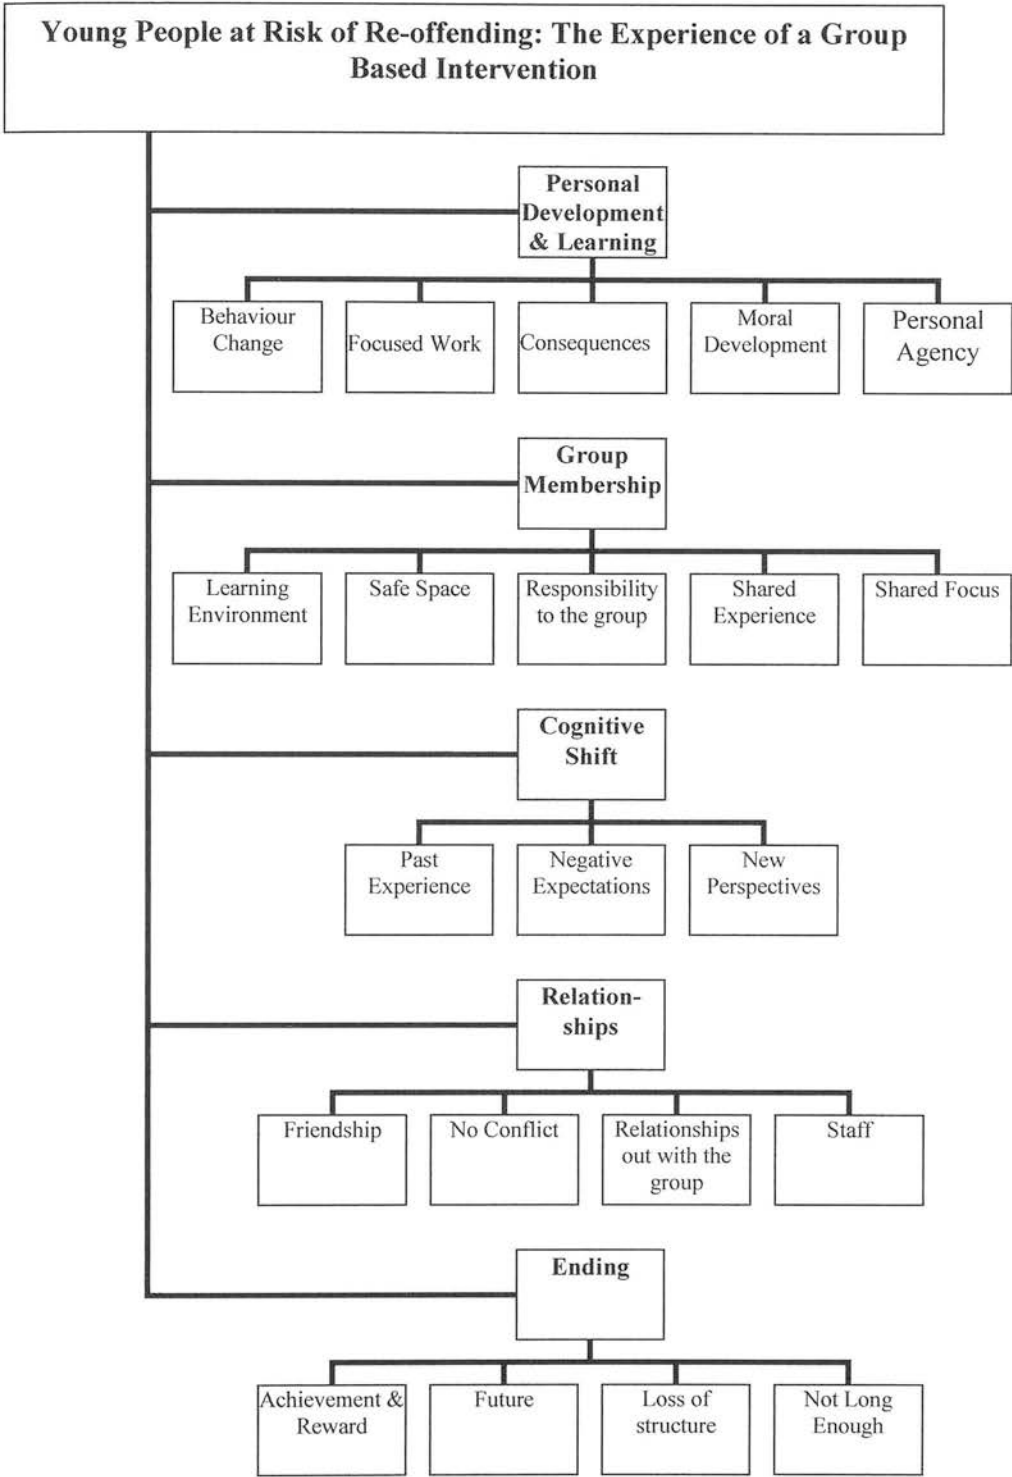 Young People at Risk of Re-offending: The Experience of a Group
Based Intervention
Personal
Development
& Learning
Behaviour
Change
Focused Work
Consequences
Moral
Development
Personal
Agency
Group
Membership
Learning
Environment
Safe Space
Responsibility
to the group
Shared
Experience
Shared Focus
Cognitive
Shift
Past
Experience
Negative
Expectations
New
Perspectives
Relation-
ships
Friendship
No Conflict
Relationships
out with the
group
Staff
Ending
Achievement &
Reward
Future
Loss of
structure
Not Long
Enough